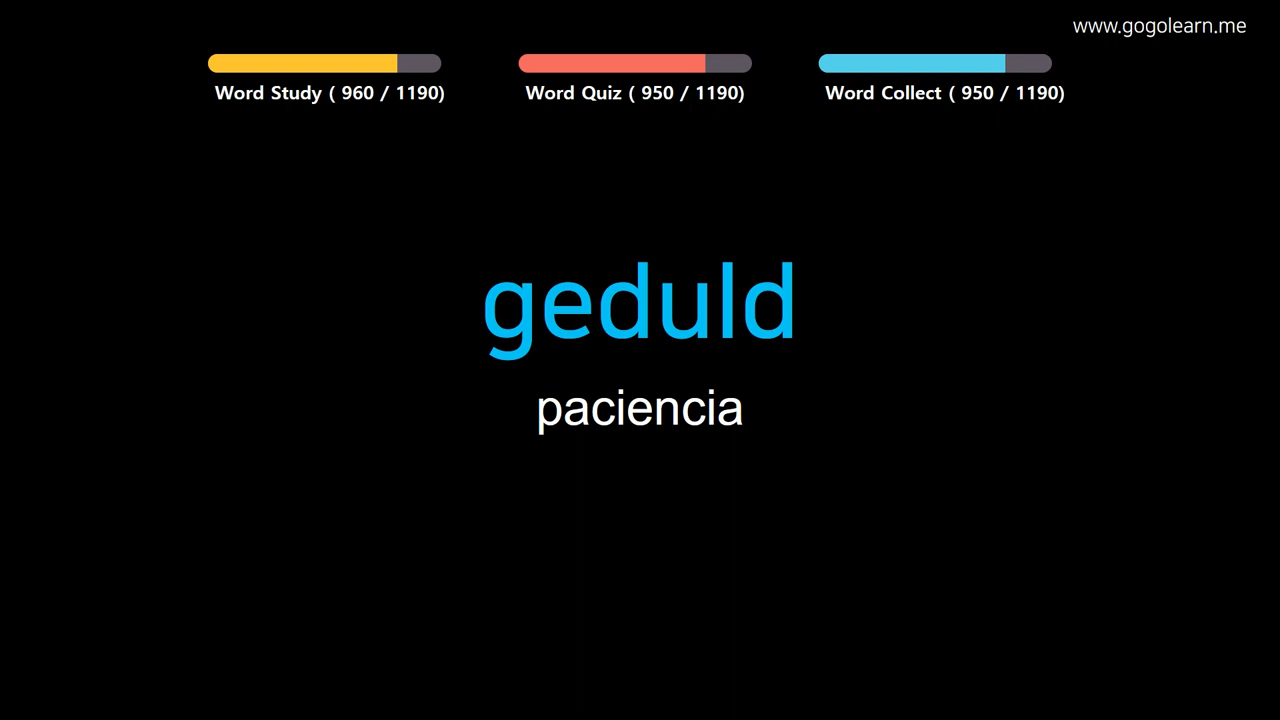 www.gogolearn.me
Word Study ( 960 / 1190)
Word Quiz ( 950 / 1190)
Word Collect ( 950 / 1190)
geduld
paciencia